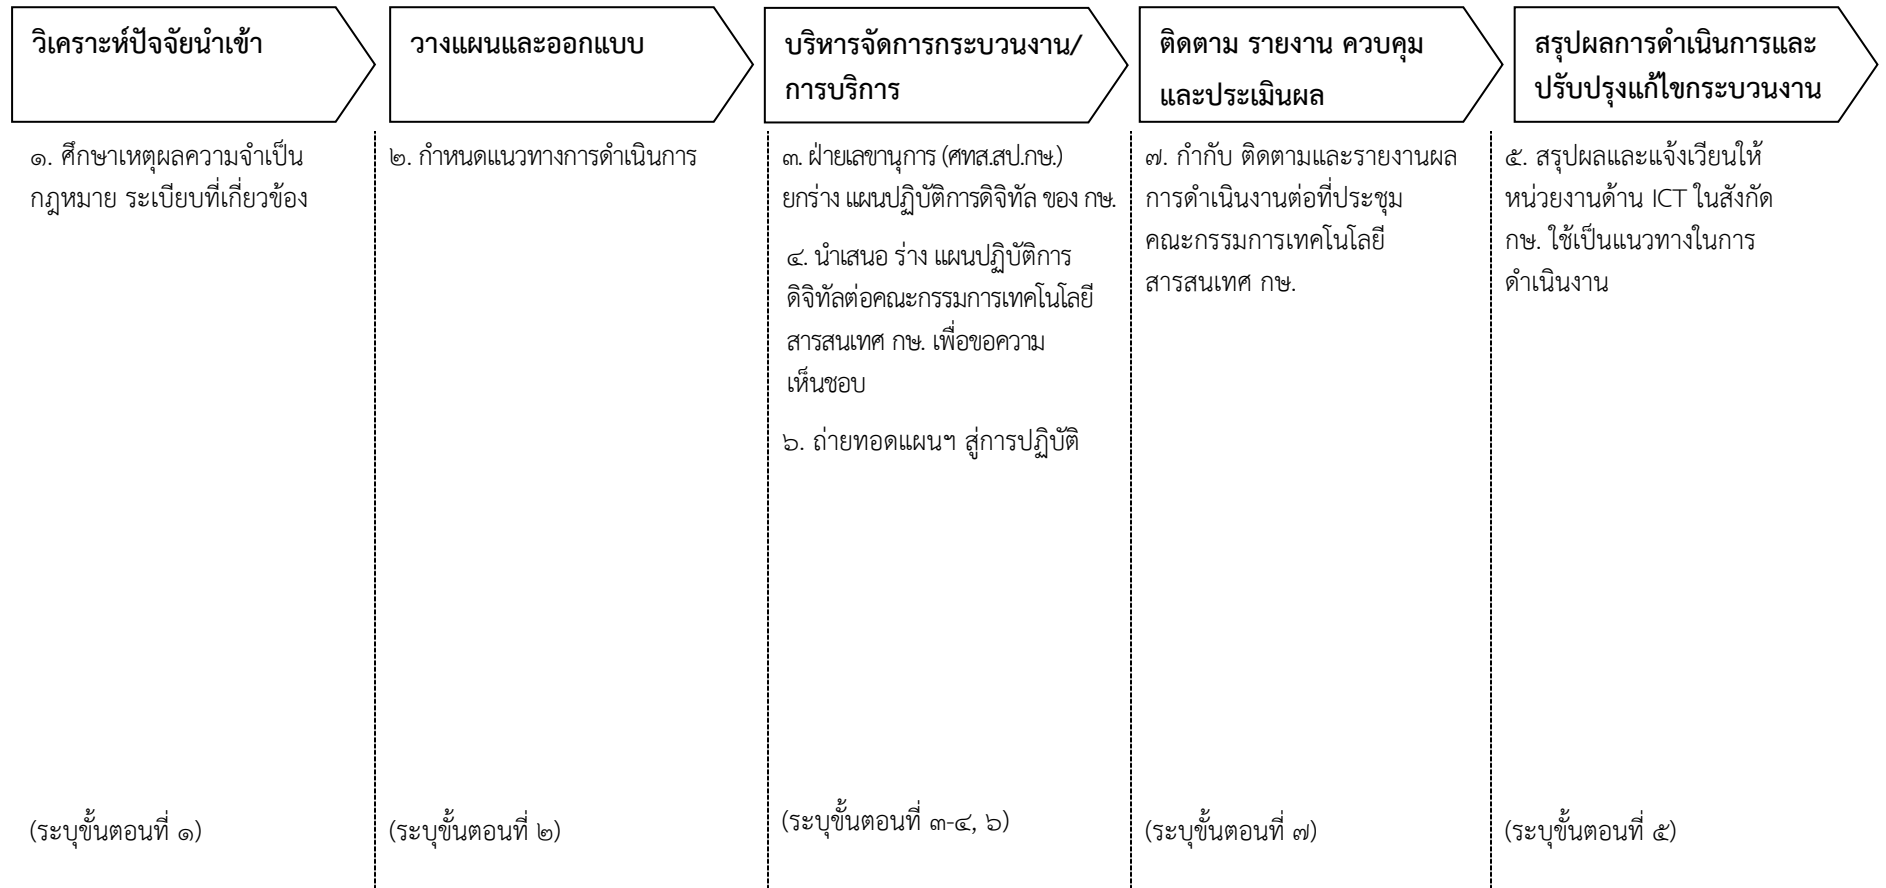 วิเคราะห์ปัจจัยนำเข้า
วางแผนและออกแบบ
บริหารจัดการกระบวนงาน/
การบริการ
ติดตาม รายงาน ควบคุม
และประเมินผล
สรุปผลการดำเนินการและ
ปรับปรุงแก้ไขกระบวนงาน
๑. ศึกษาเหตุผลความจำเป็น
กฎหมาย ระเบียบที่เกี่ยวข้อง
(ระบุขั้นตอนที่ ๑)
๒. กำหนดแนวทางการดำเนินการ
(ระบุขั้นตอนที่ ๒)
๓. ฝ่ายเลขานุการ (ศทส.สป.กษ.)
ยกร่าง แผนปฏิบัติการดิจิทัล ของ กษ.
๔. นำเสนอ ร่าง แผนปฏิบัติการ
ดิจิทัลต่อคณะกรรมการเทคโนโลยี
สารสนเทศ กษ. เพื่อขอความ
เห็นชอบ
๖. ถ่ายทอดแผนฯ สู่การปฏิบัติ
(ระบุขั้นตอนที่ ๓-๔, ๖)
๗. กำกับ ติดตามและรายงานผล
การดำเนินงานต่อที่ประชุม
คณะกรรมการเทคโนโลยี
สารสนเทศ กษ.
(ระบุขั้นตอนที่ ๗)
๕. สรุปผลและแจ้งเวียนให้
หน่วยงานด้าน ICT ในสังกัด
กษ. ใช้เป็นแนวทางในการ
ดำเนินงาน
(ระบุขั้นตอนที่ ๕)